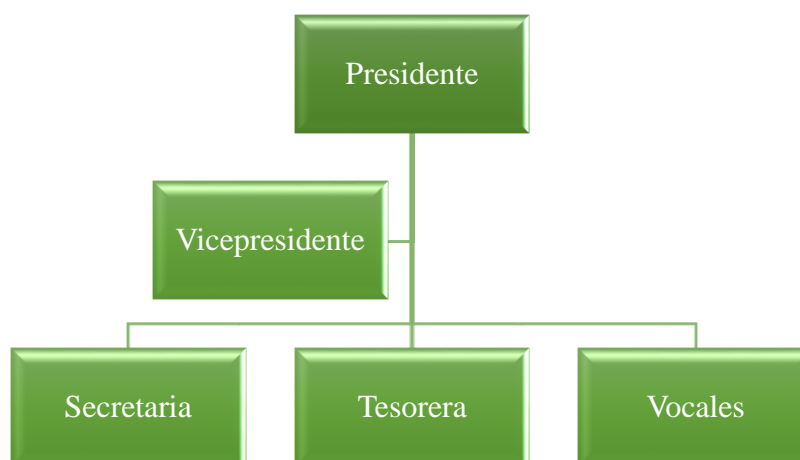 Presidente
Vicepresidente
Secretaria
Tesorera
Vocales